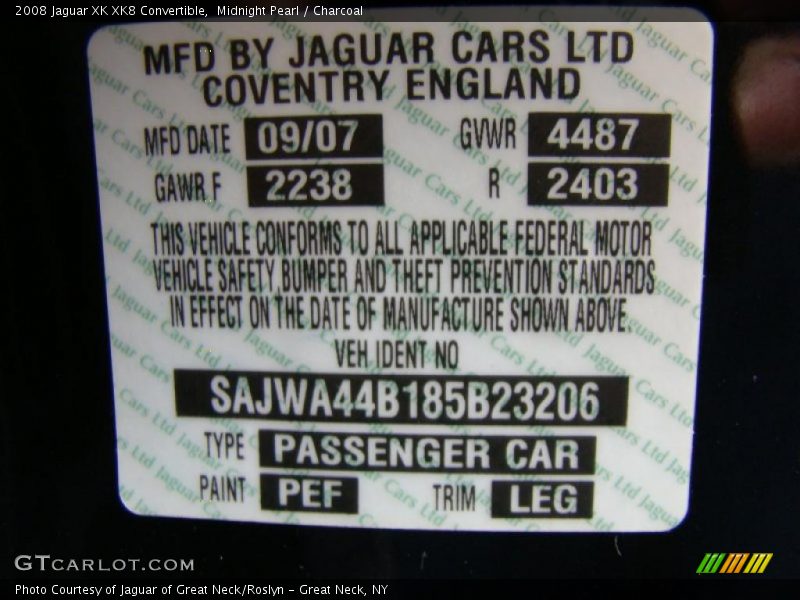 2008 Jaguar XK XK8 Convertible,  Midnight Pearl / Charcoal
MFD BY JAGUAR CARS LTD
COVENTRY ENGLAND
MFD DATE 09/07 GVWR 4487
GAWR F 2238 R 2403
THIS VEHICLE CONFORMS TO ALL APPLICABLE FEDERAL MOTOR
VEHICLE SAFETY, BUMPER AND THEFT PREVENTION STANDARDS
IN EFFECT ON THE DATE OF MANUFACTURE SHOWN ABOVE.
VEH IDENT NO
SAJWA44B185B23206
TYPE PASSENGER CAR
PAINT PEF TRIM LEG
GTCARLOT.COM
Photo Courtesy of Jaguar of Great Neck/Roslyn - Great Neck, NY